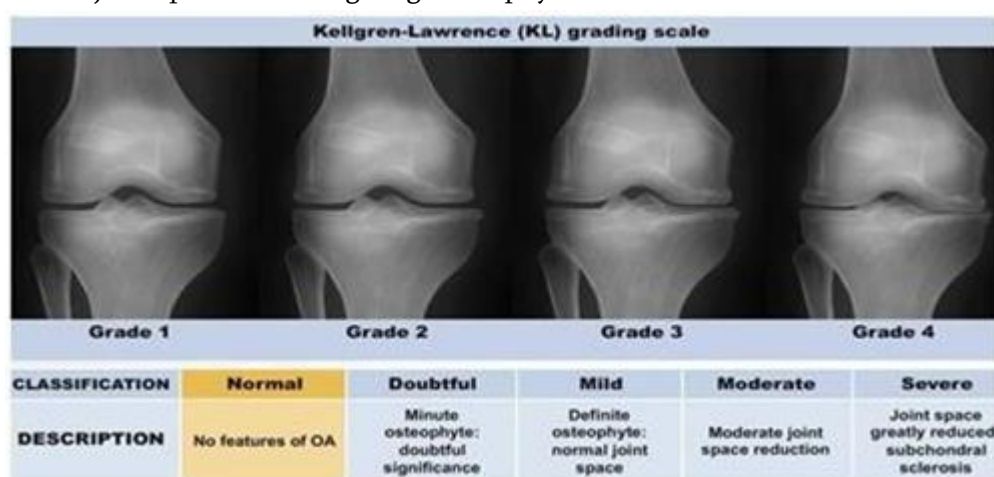 Kellgren-Lawrence (KL) grading scale
Grade 1 Grade 2 Grade 3 Grade 4
CLASSIFICATION Normal Doubtful Mild Moderate Severe
DESCRIPTION
No features of OA
Minute
osteophyte:
doubtful
significance
Definite
osteophyte:
normal joint
space
Moderate joint
space reduction
Joint space
greatly reduced
subchondral
sclerosis